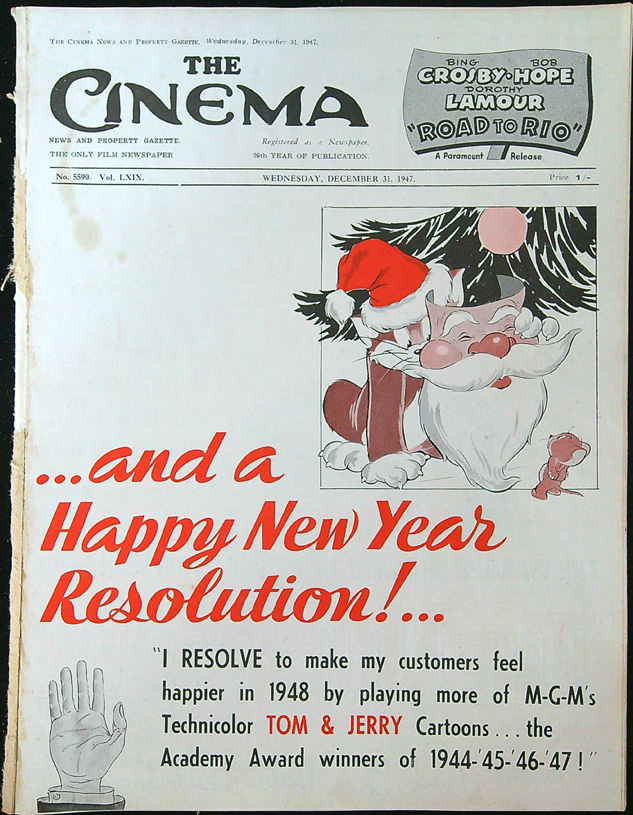 THE CINEMA NEWS AND PROPERTY GAZETTE, Wednesday, December 31, 1947.
THE
CINEMA
NEWS AND PROPERTY GAZETTE.
THE ONLY FILM NEWSPAPER
Registered as a Newspaper.
36th YEAR OF PUBLICATION.
BING BOB
CROSBY·HOPE
DOROTHY
LAMOUR
"ROAD TO RIO"
A Paramount Release
No. 5590. Vol. LXIX. WEDNESDAY, DECEMBER 31, 1947. Price 1/-
...and a
Happy New Year
Resolution!...
"I RESOLVE to make my customers feel
happier in 1948 by playing more of M-G-M's
Technicolor TOM & JERRY Cartoons...the
Academy Award winners of 1944-'45-'46-'47!"